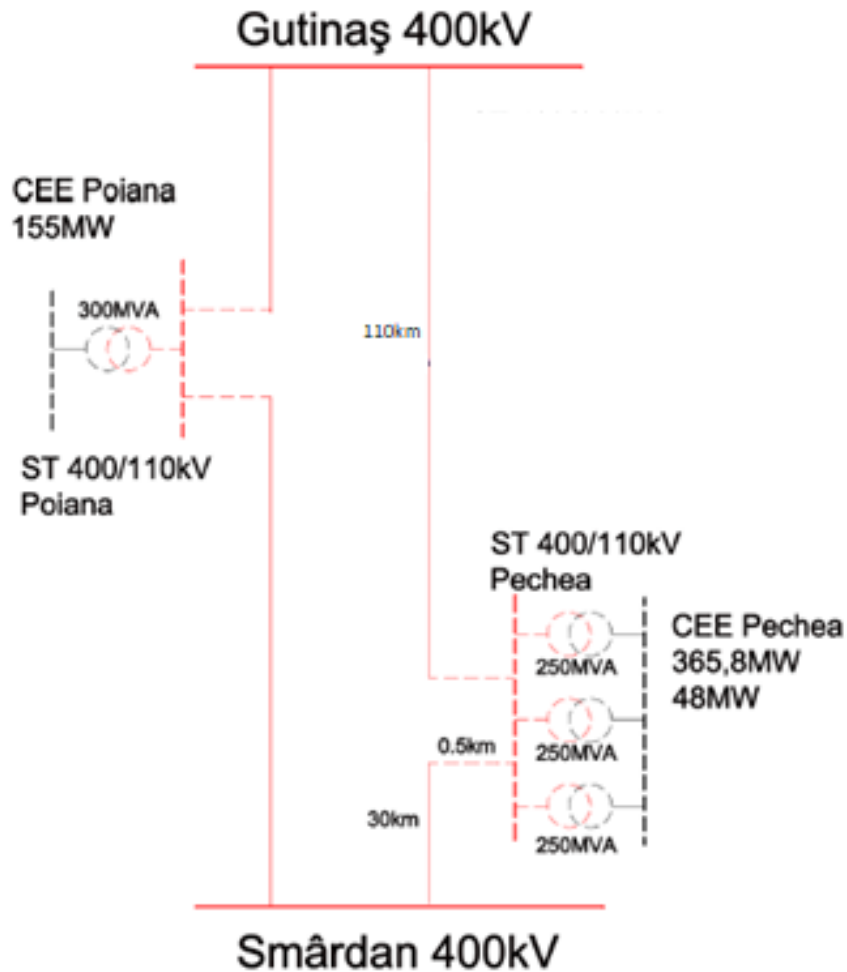 Gutinaş 400kV
CEE Poiana
155MW
300MVA
110km
ST 400/110kV
Poiana
ST 400/110kV
Pechea
CEE Pechea
365,8MW
48MW
250MVA
0.5km
250MVA
30km
250MVA
Smârdan 400kV